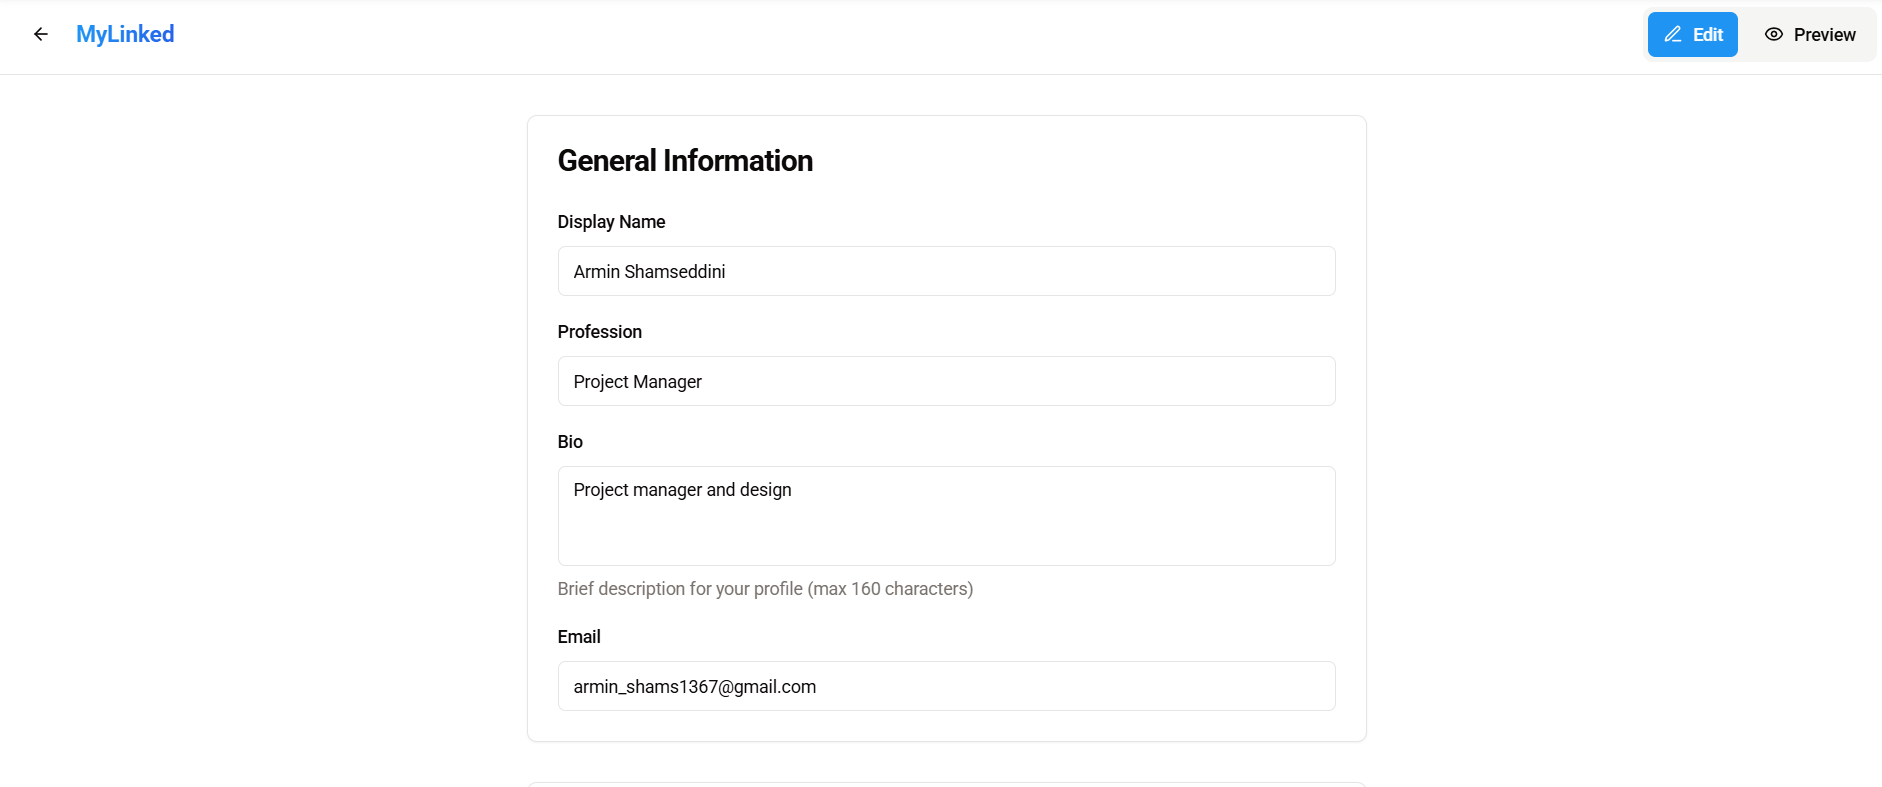 MyLinked
Edit
Preview
General Information
Display Name
Armin Shamseddini
Profession
Project Manager
Bio
Project manager and design
Brief description for your profile (max 160 characters)
Email
armin_shams1367@gmail.com